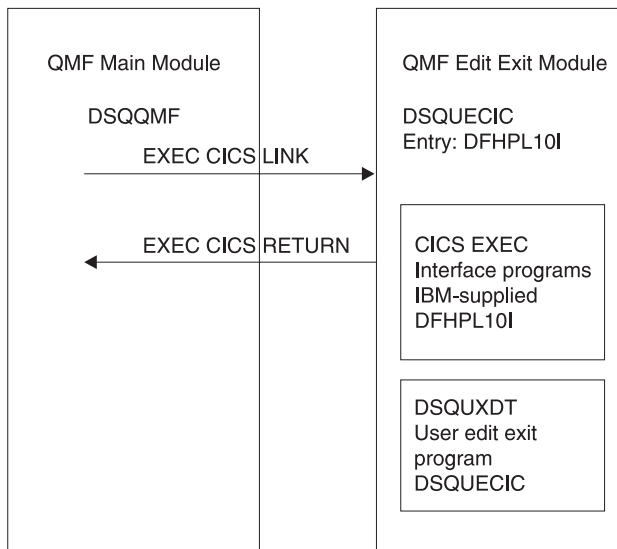 QMF Main Module
DSQQMF
EXEC CICS LINK
EXEC CICS RETURN
QMF Edit Exit Module
DSQUECIC
Entry: DFHPL10I
CICS EXEC
Interface programs
IBM-supplied
DFHPL10I
DSQUXDT
User edit exit
program
DSQUECIC